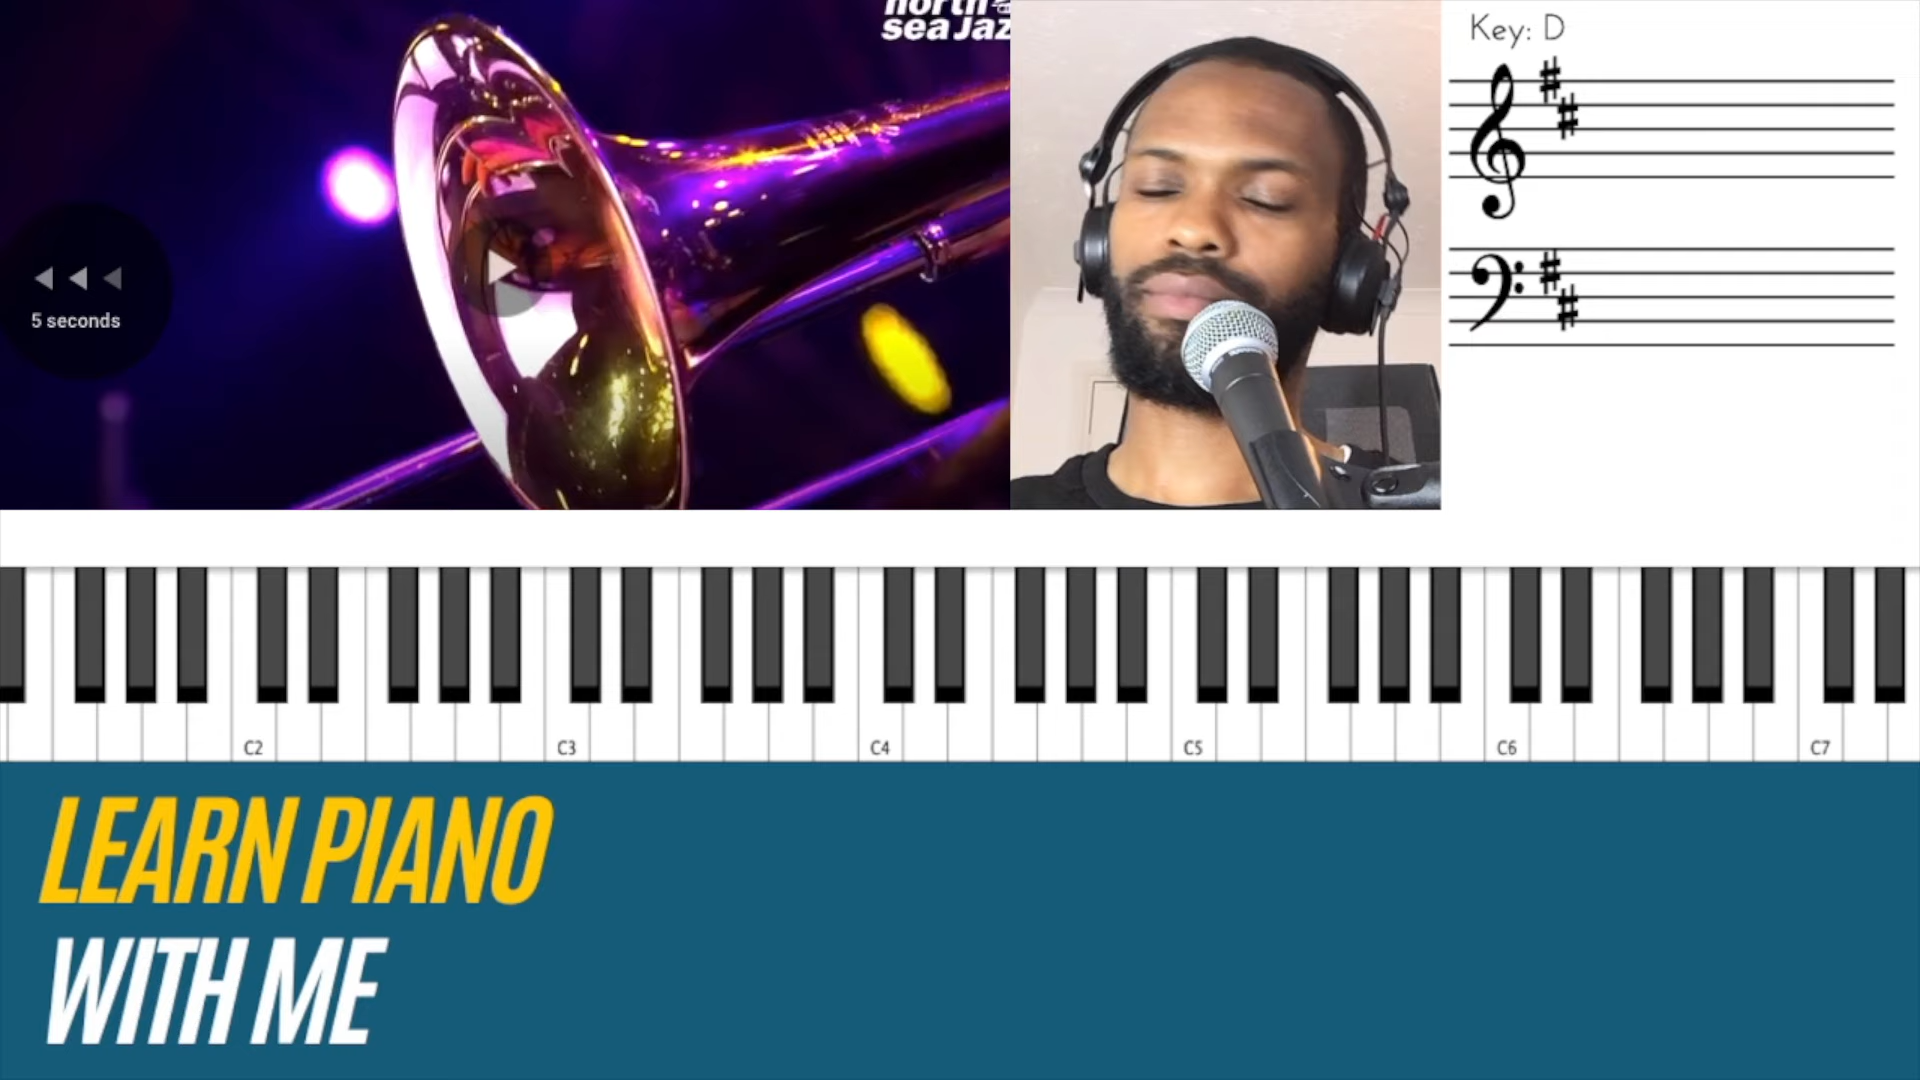 north
sea Jaz
Key: D
5 seconds
C2 C3 C4 C5 C6 C7
LEARN PIANO
WITH ME